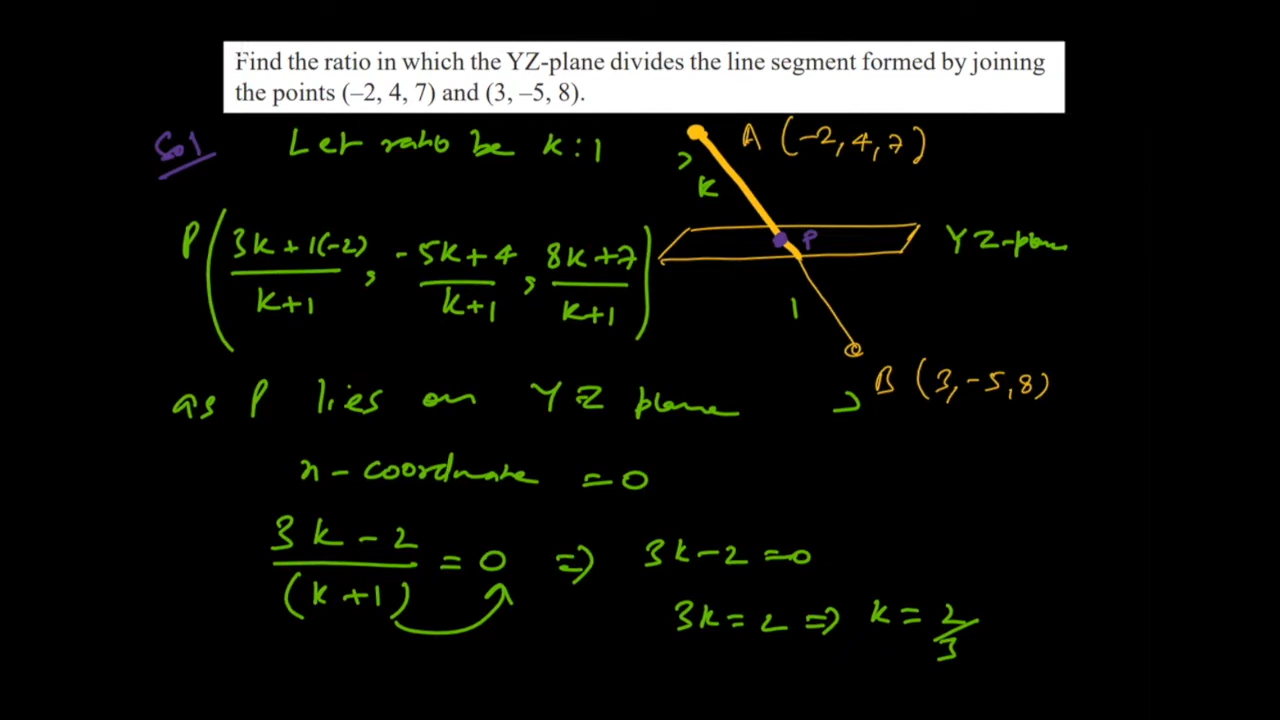 Find the ratio in which the YZ-plane divides the line segment formed by joining
the points (–2, 4, 7) and (3, –5, 8).
Sol Let ratio be k : 1
A (-2, 4, 7)
k
P ( (3k + 1(-2))/(k+1) , (-5k+4)/(k+1) , (8k+7)/(k+1) )
P
YZ-plane
1
B (3, -5, 8)
as P lies on YZ plane
x - coordinate = 0
(3k - 2)/(k+1) = 0 => 3k - 2 = 0
3k = 2 => k = 2/3